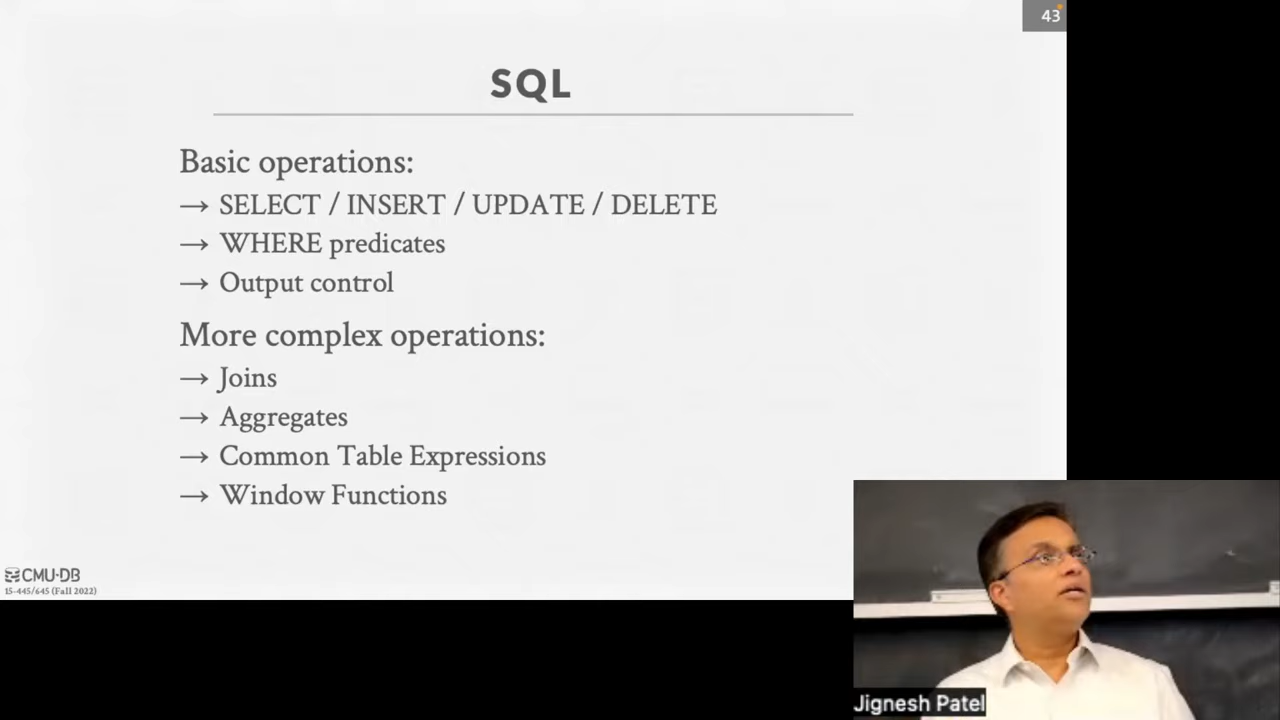 43
SQL
Basic operations:
→ SELECT / INSERT / UPDATE / DELETE
→ WHERE predicates
→ Output control
More complex operations:
→ Joins
→ Aggregates
→ Common Table Expressions
→ Window Functions
CMU·DB
15-445/645 (Fall 2022)
Jignesh Patel